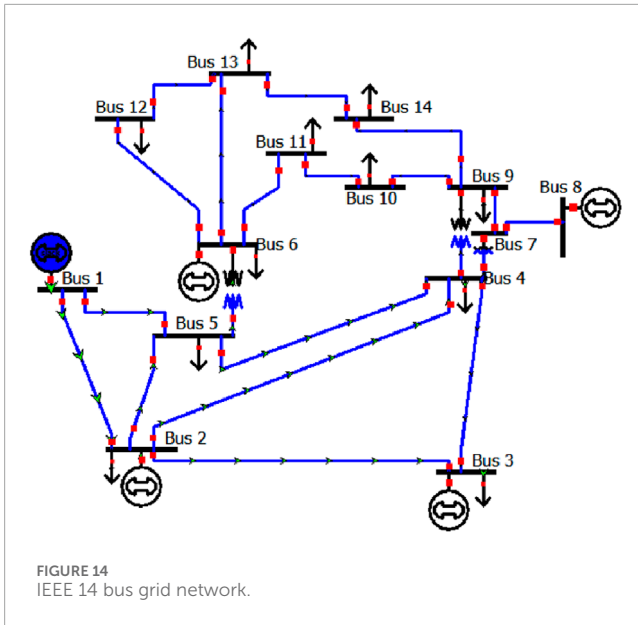 Bus 13
Bus 12
Bus 14
Bus 11
Bus 10
Bus 9
Bus 8
Bus 7
Bus 6
Bus 1
Bus 4
Bus 5
Bus 2
Bus 3
FIGURE 14
IEEE 14 bus grid network.